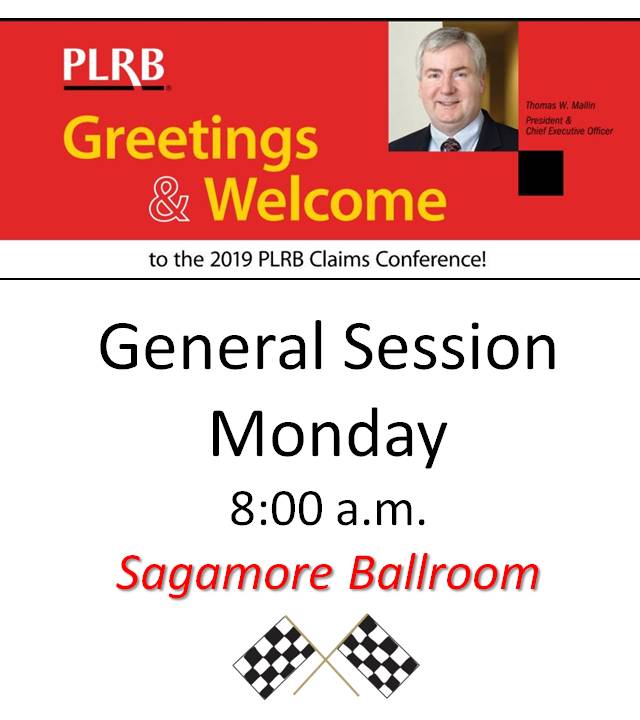 PLRB®
Greetings
& Welcome
Thomas W. Mallin
President &
Chief Executive Officer
to the 2019 PLRB Claims Conference!
General Session
Monday
8:00 a.m.
Sagamore Ballroom